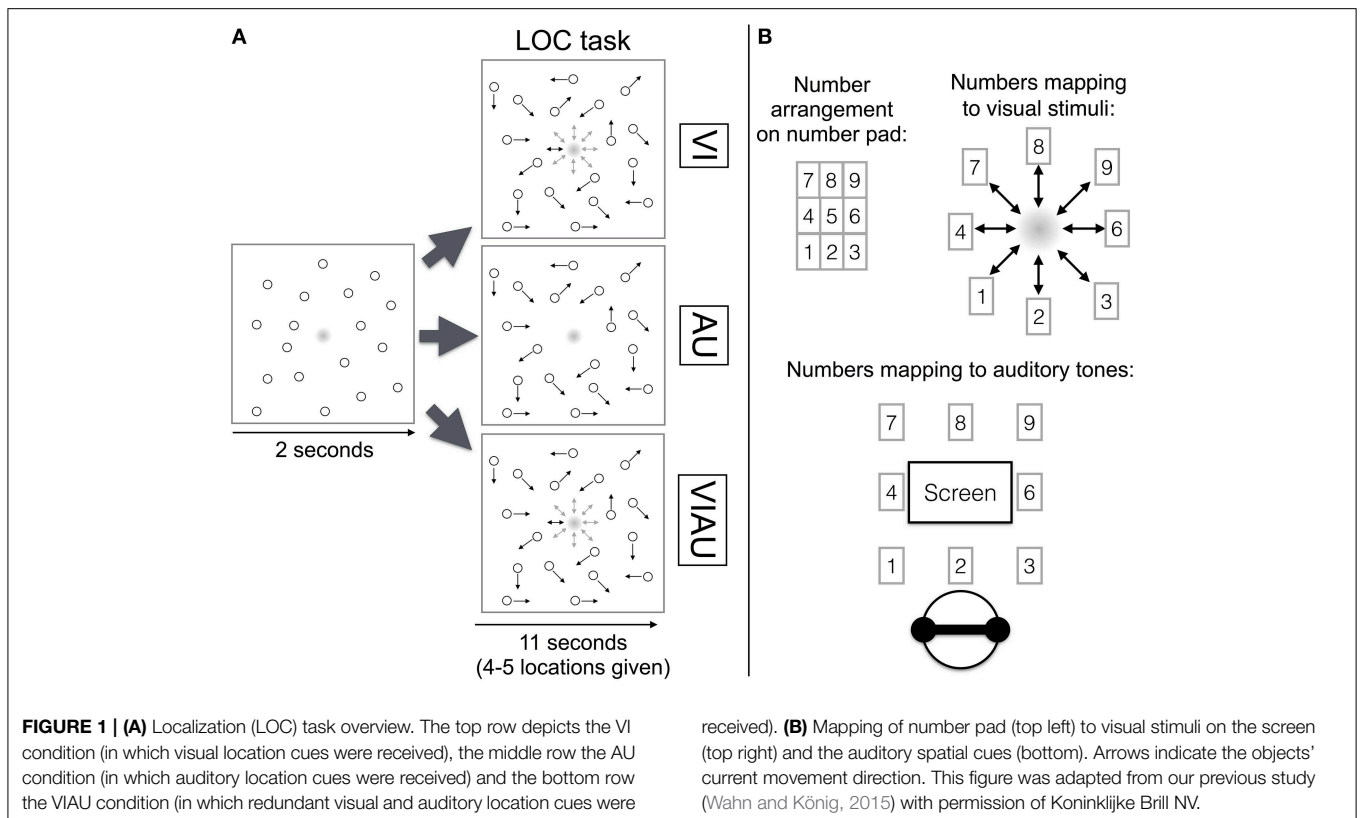 A
LOC task
VI
AU
VIAU
2 seconds
11 seconds
(4-5 locations given)
B
Number
arrangement
on number pad:
7 8 9
4 5 6
1 2 3
Numbers mapping
to visual stimuli:
8
7 9
4 6
1 3
2
Numbers mapping to auditory tones:
7 8 9
4 Screen 6
1 2 3
FIGURE 1 | (A) Localization (LOC) task overview. The top row depicts the VI
condition (in which visual location cues were received), the middle row the AU
condition (in which auditory location cues were received) and the bottom row
the VIAU condition (in which redundant visual and auditory location cues were
received). (B) Mapping of number pad (top left) to visual stimuli on the screen
(top right) and the auditory spatial cues (bottom). Arrows indicate the objects'
current movement direction. This figure was adapted from our previous study
(Wahn and König, 2015) with permission of Koninklijke Brill NV.